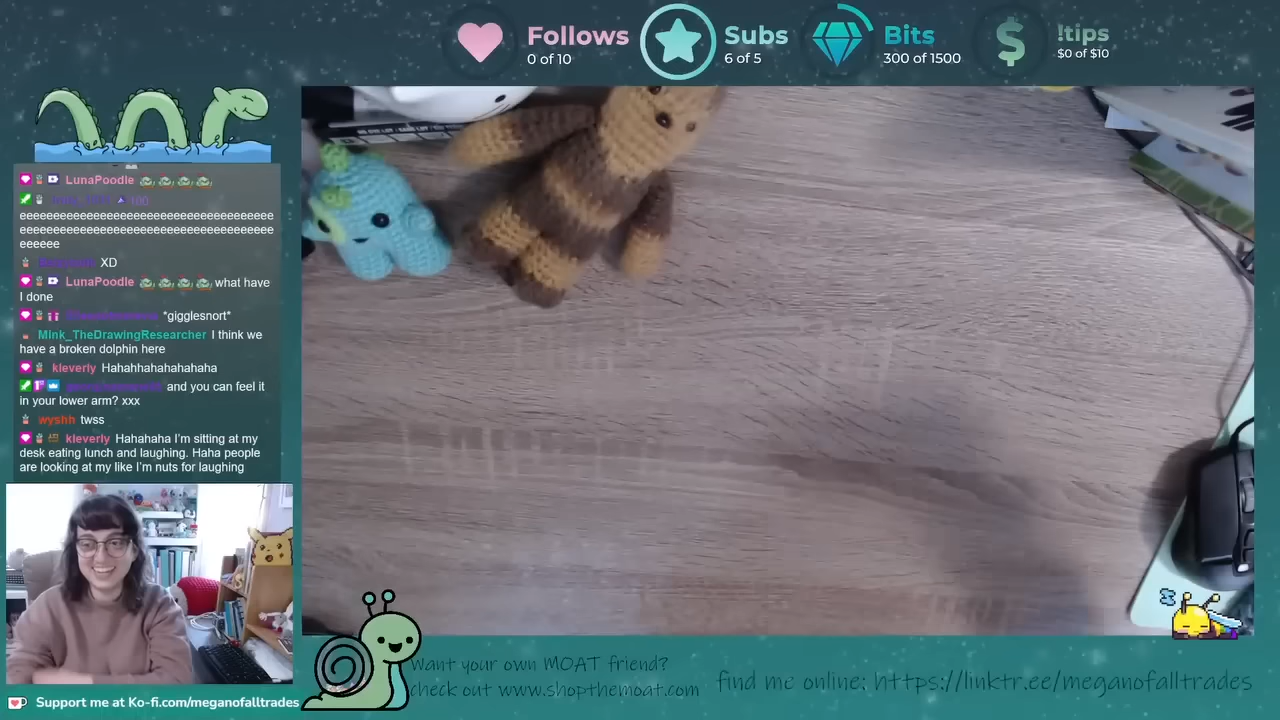 Follows
0 of 10
Subs
6 of 5
Bits
300 of 1500
!tips
$0 of $10
LunaPoodle
100
eeeeeeeeeeeeeeeeeeeeeeeeeeeeeeeeeeeeee
eeeeeeeeeeeeeeeeeeeeeeeeeeeeeeeeeeeeee
eeeeee
XD
LunaPoodle what have
I done
*gigglesnort*
Mink_TheDrawingResearcher I think we
have a broken dolphin here
kleverly Hahahhahahahahaha
and you can feel it
in your lower arm? xxx
wyshh twss
kleverly Hahahaha I'm sitting at my
desk eating lunch and laughing. Haha people
are looking at my like I'm nuts for laughing
Support me at Ko-fi.com/meganofalltrades
Want your own MOAT friend?
check out www.shopthemoat.com
find me online: https://linktr.ee/meganofalltrades